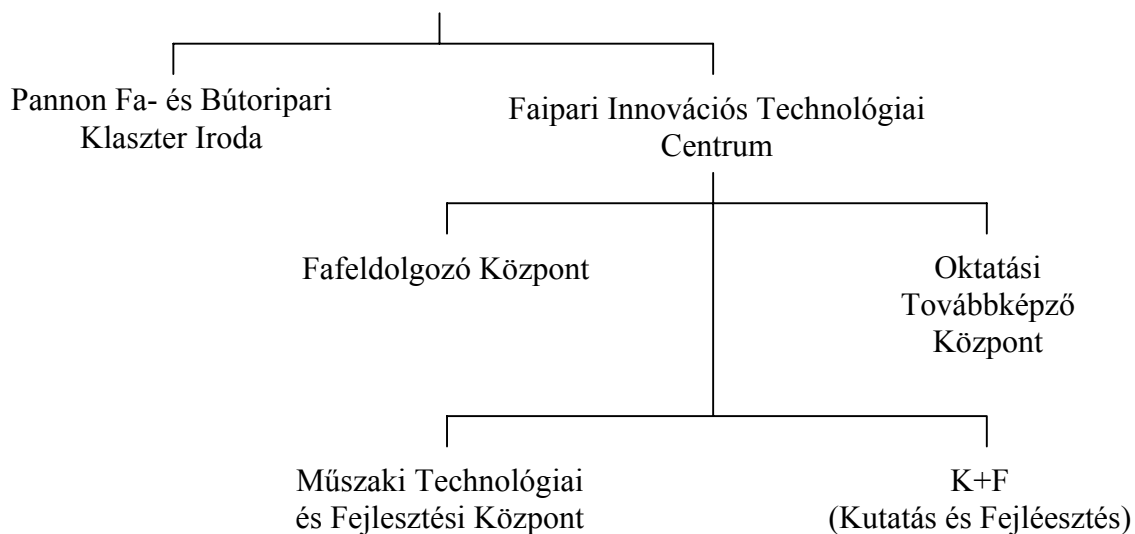 Pannon Fa- és Bútoripari
Klaszter Iroda
Faipari Innovációs Technológiai
Centrum
Fafeldolgozó Központ
Oktatási
Továbbképző
Központ
Műszaki Technológiai
és Fejlesztési Központ
K+F
(Kutatás és Fejléesztés)